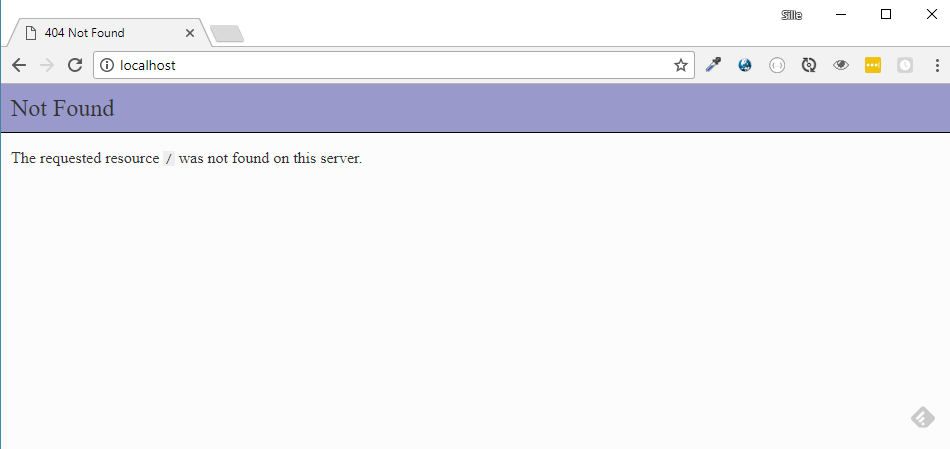 Sille
404 Not Found
localhost
Not Found
The requested resource / was not found on this server.